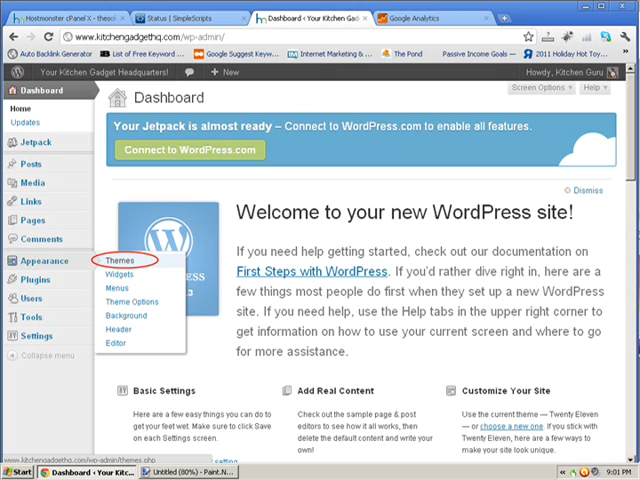 Hostmonster cPanel X - thesci
Status | SimpleScripts
Dashboard ‹ Your Kitchen Gad
Google Analytics
www.kitchengadgethq.com/wp-admin/
Auto Backlink Generator
List of Free Keyword ...
Google Suggest Keyw...
Internet Marketing & ...
The Pond
Passive Income Goals — ...
2011 Holiday Hot Toy...
Your Kitchen Gadget Headquarters!
+ New
Howdy, Kitchen Guru
Dashboard
Home
Updates
Jetpack
Posts
Media
Links
Pages
Comments
Appearance
Themes
Widgets
Menus
Theme Options
Background
Header
Editor
Plugins
Users
Tools
Settings
Collapse menu
Dashboard
Screen Options
Help
Your Jetpack is almost ready – Connect to WordPress.com to enable all features.
Connect to WordPress.com
Dismiss
Welcome to your new WordPress site!
If you need help getting started, check out our documentation on
First Steps with WordPress. If you'd rather dive right in, here are a
few things most people do first when they set up a new WordPress
site. If you need help, use the Help tabs in the upper right corner to
get information on how to use your current screen and where to go
for more assistance.
Basic Settings
Here are a few easy things you can do to
get your feet wet. Make sure to click Save
on each Settings screen.
Add Real Content
Check out the sample page & post
editors to see how it all works, then
delete the default content and write your
own!
Customize Your Site
Use the current theme — Twenty Eleven
— or choose a new one. If you stick with
Twenty Eleven, here are a few ways to
make your site look unique.
www.kitchengadgethq.com/wp-admin/themes.php
Start
Dashboard ‹ Your Kitc...
Untitled (80%) - Paint.N...
9:01 PM